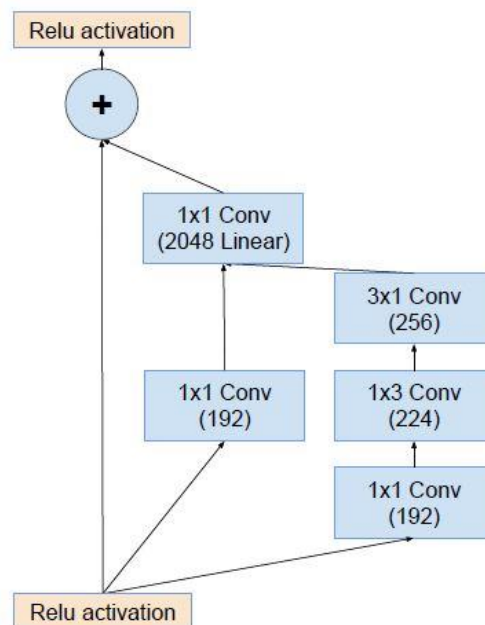 Relu activation
+
1x1 Conv
(2048 Linear)
3x1 Conv
(256)
1x1 Conv
(192)
1x3 Conv
(224)
1x1 Conv
(192)
Relu activation